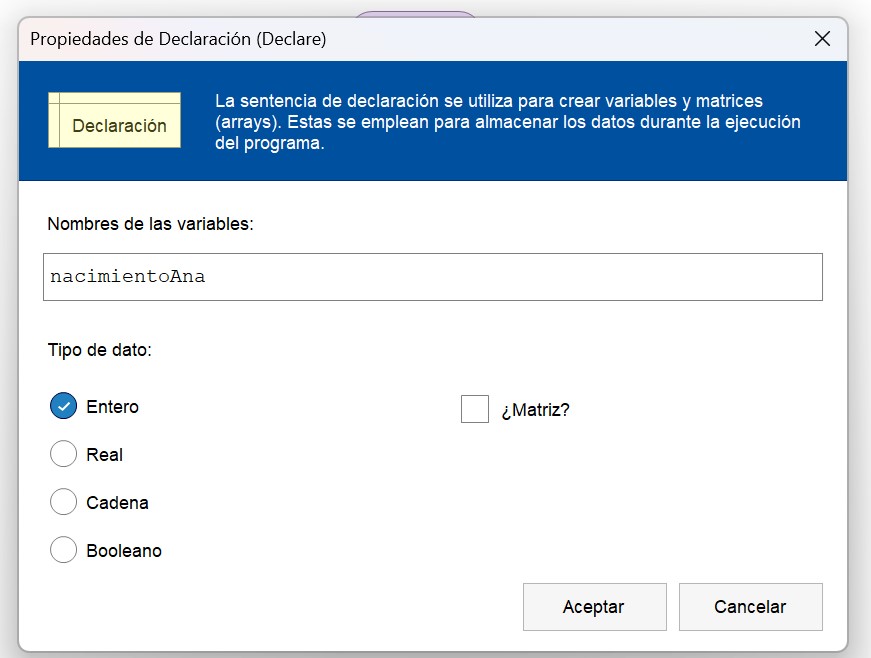 Propiedades de Declaración (Declare)
Declaración
La sentencia de declaración se utiliza para crear variables y matrices
(arrays). Estas se emplean para almacenar los datos durante la ejecución
del programa.
Nombres de las variables:
nacimientoAna
Tipo de dato:
Entero
¿Matriz?
Real
Cadena
Booleano
Aceptar
Cancelar